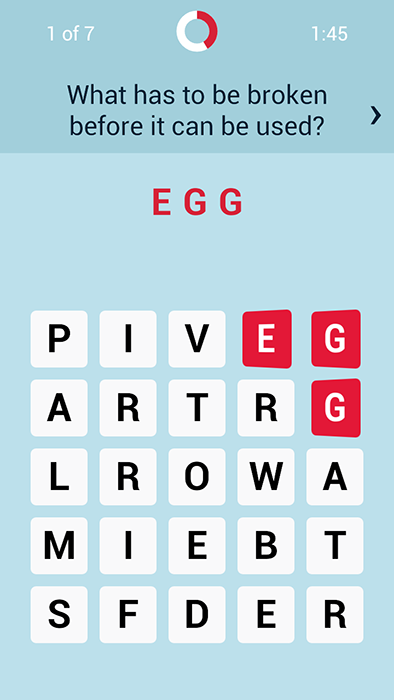 1 of 7 1:45
What has to be broken
before it can be used?
EGG
P I V E G
A R T R G
L R O W A
M I E B T
S F D E R